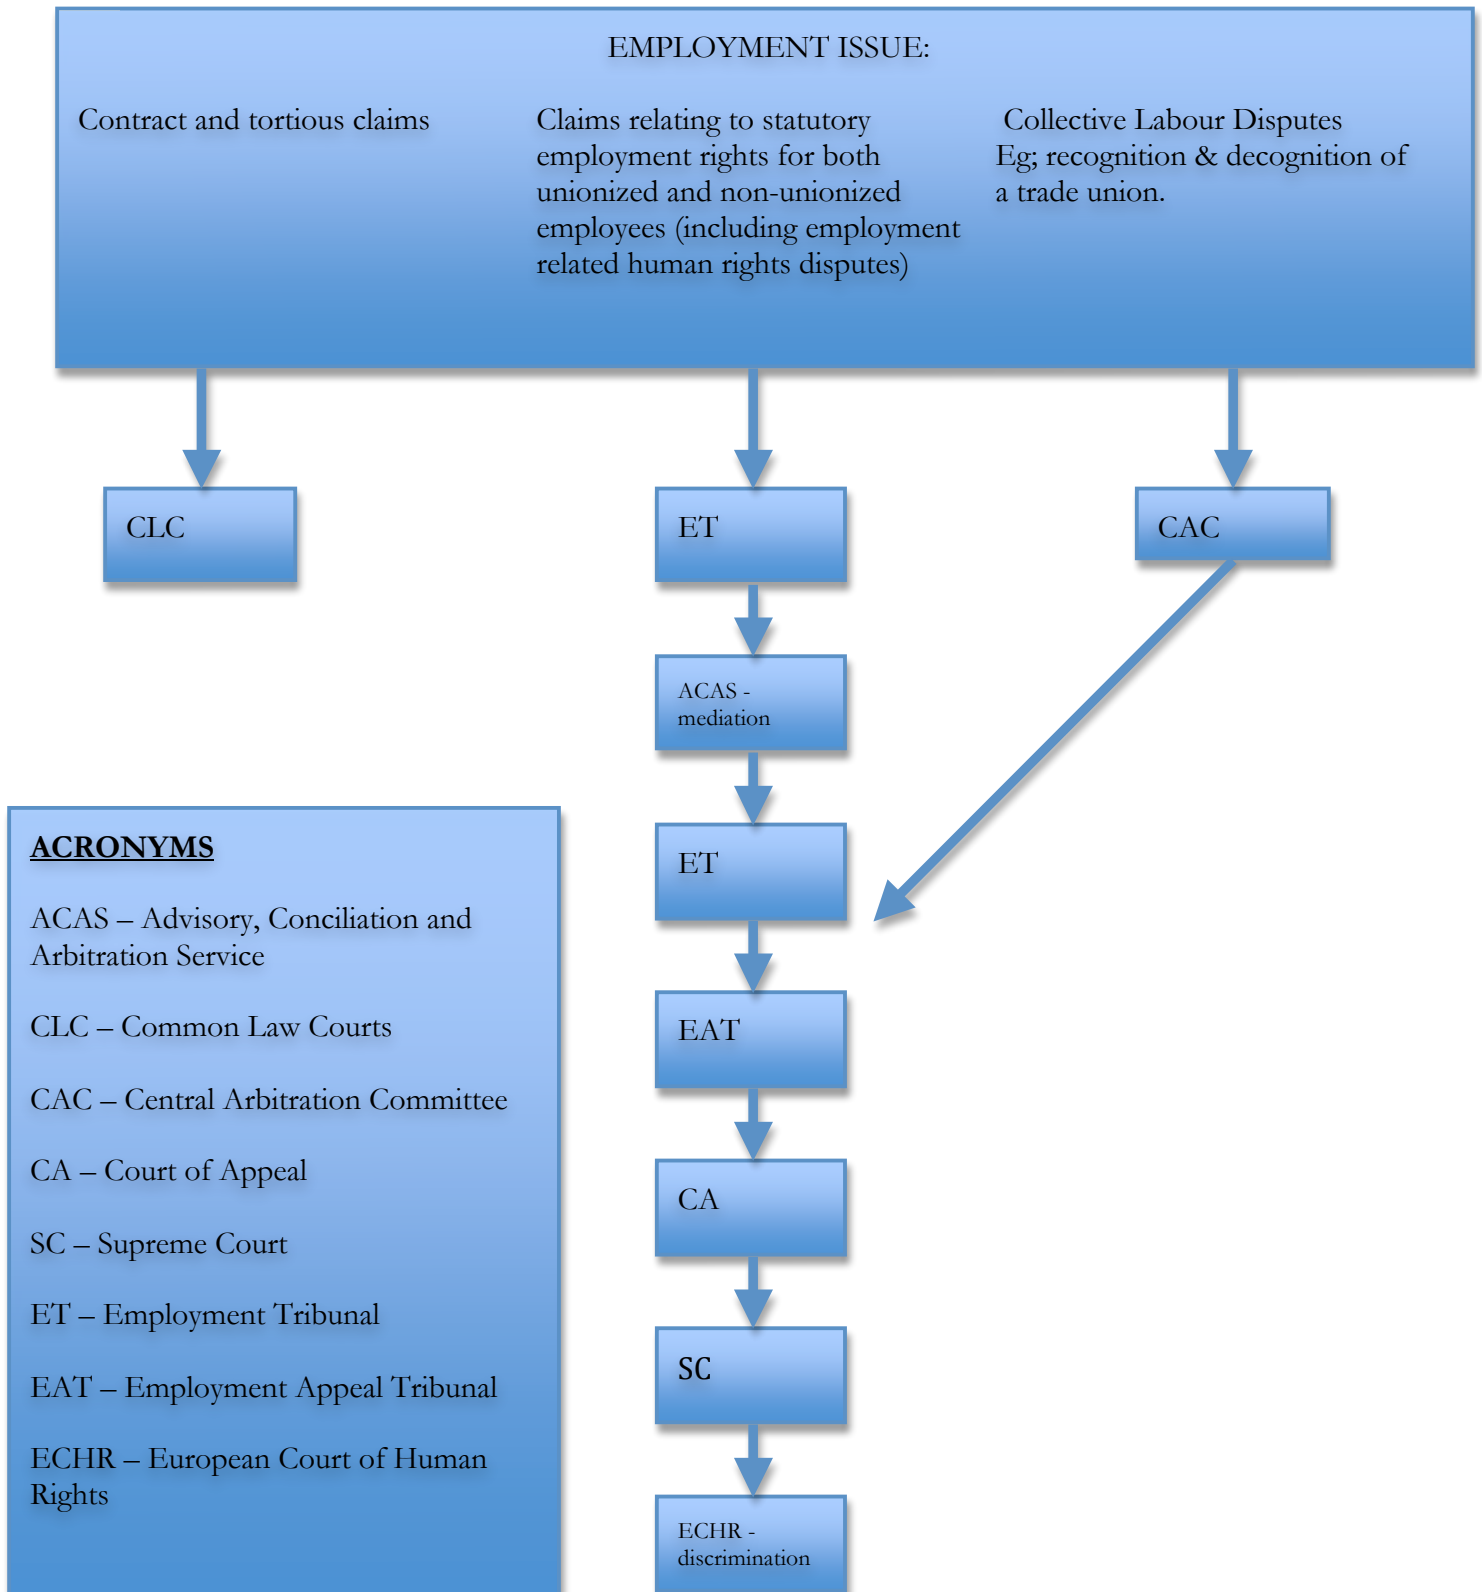 EMPLOYMENT ISSUE:
Contract and tortious claims
Claims relating to statutory
employment rights for both
unionized and non-unionized
employees (including employment
related human rights disputes)
Collective Labour Disputes
Eg; recognition & decognition of
a trade union.
CLC
ET
CAC
ACAS -
mediation
ET
EAT
CA
SC
ECHR -
discrimination
ACRONYMS
ACAS – Advisory, Conciliation and
Arbitration Service
CLC – Common Law Courts
CAC – Central Arbitration Committee
CA – Court of Appeal
SC – Supreme Court
ET – Employment Tribunal
EAT – Employment Appeal Tribunal
ECHR – European Court of Human
Rights